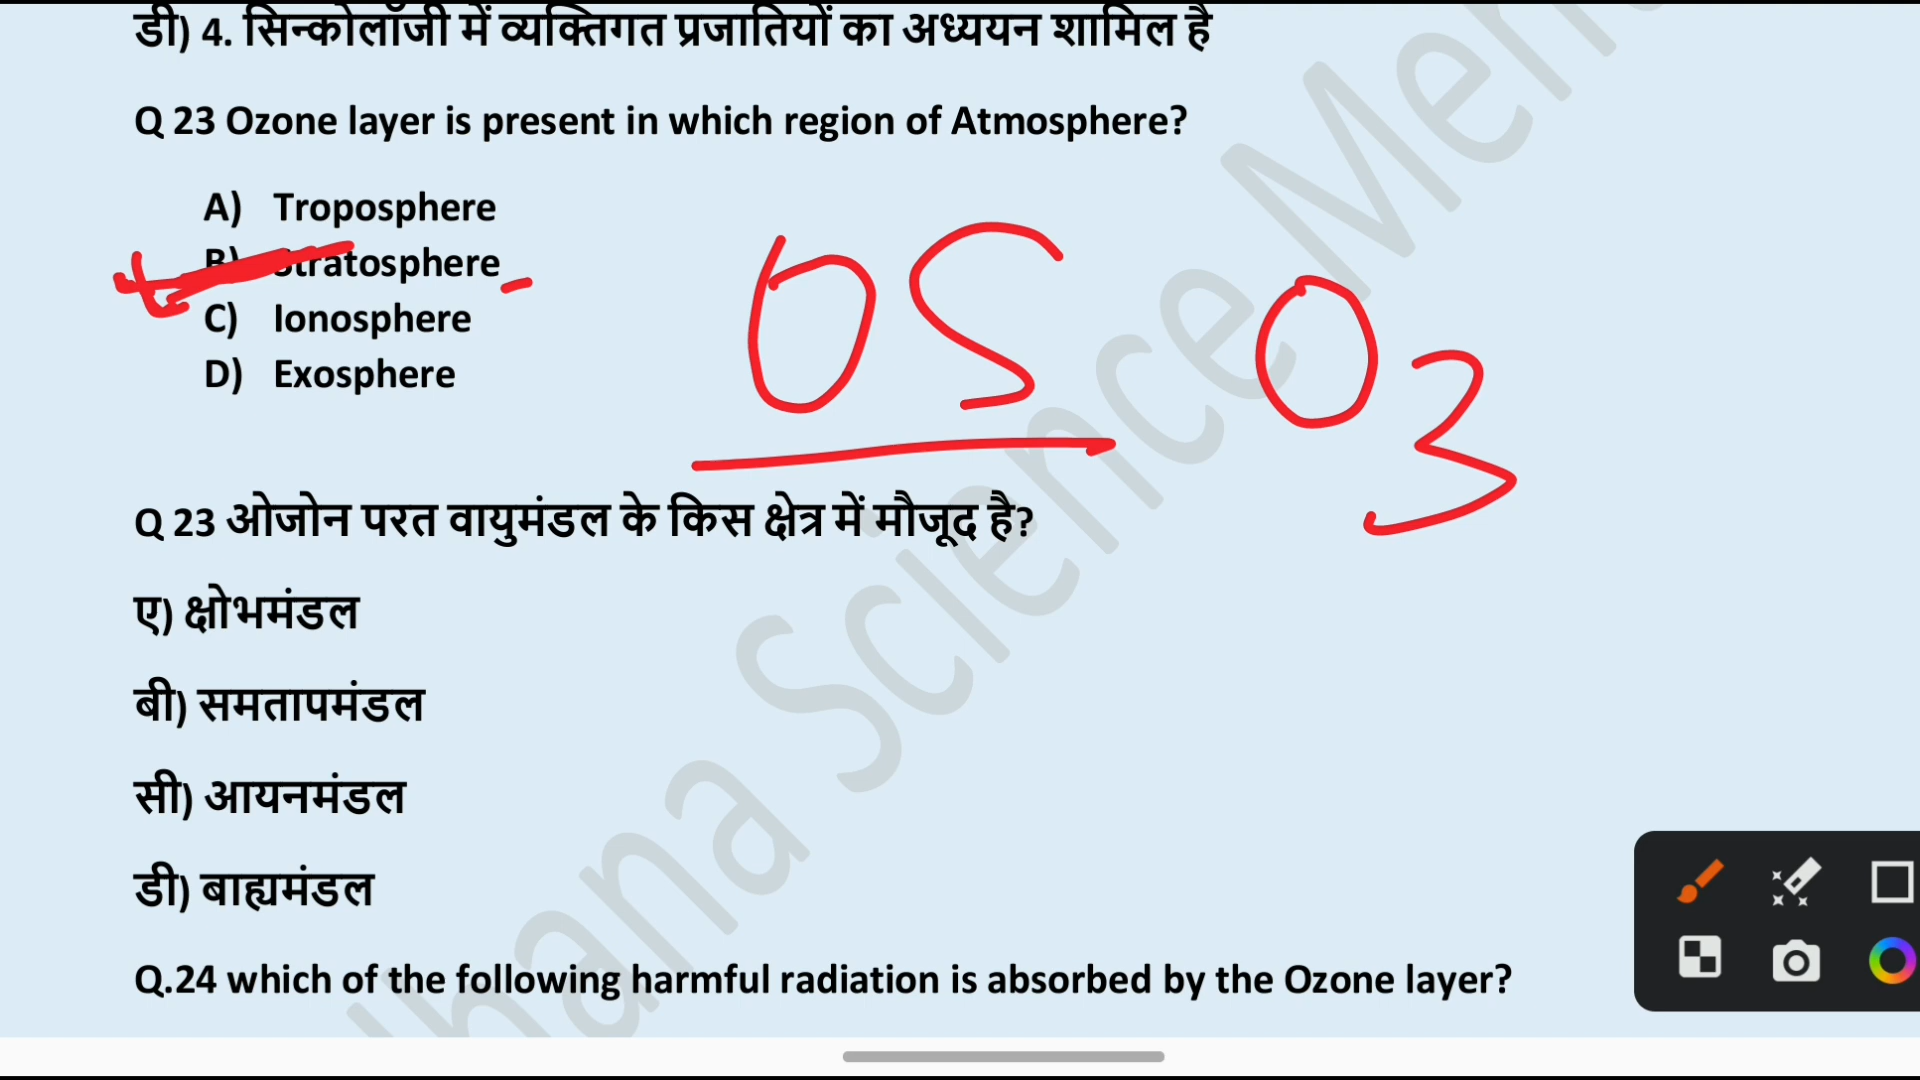 डी) 4. सिन्कोलॉजी में व्यक्तिगत प्रजातियों का अध्ययन शामिल है
Q 23 Ozone layer is present in which region of Atmosphere?
A) Troposphere
B) Stratosphere
C) Ionosphere
D) Exosphere
OS
O3
Q 23 ओजोन परत वायुमंडल के किस क्षेत्र में मौजूद है?
ए) क्षोभमंडल
बी) समतापमंडल
सी) आयनमंडल
डी) बाह्यमंडल
Q.24 which of the following harmful radiation is absorbed by the Ozone layer?